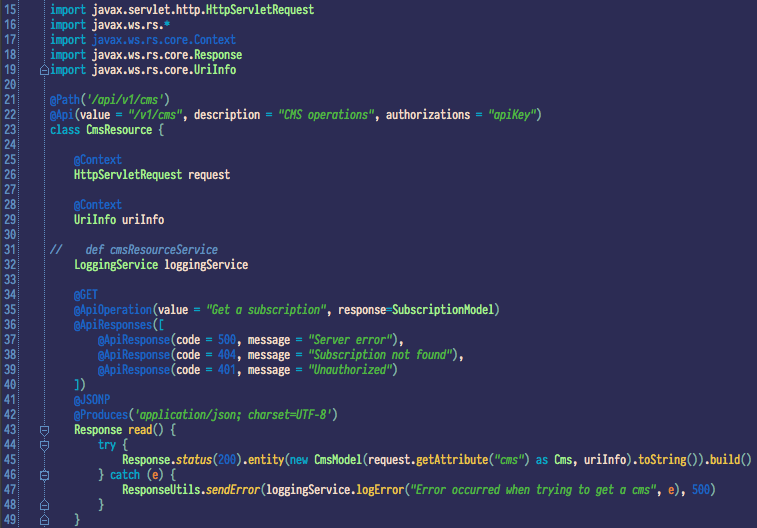 15 import javax.servlet.http.HttpServletRequest
16 import javax.ws.rs.*
17 import javax.ws.rs.core.Context
18 import javax.ws.rs.core.Response
19 import javax.ws.rs.core.UriInfo
20
21 @Path('/api/v1/cms')
22 @Api(value = "/v1/cms", description = "CMS operations", authorizations = "apiKey")
23 class CmsResource {
24
25     @Context
26     HttpServletRequest request
27
28     @Context
29     UriInfo uriInfo
30
31 //    def cmsResourceService
32     LoggingService loggingService
33
34     @GET
35     @ApiOperation(value = "Get a subscription", response=SubscriptionModel)
36     @ApiResponses([
37         @ApiResponse(code = 500, message = "Server error"),
38         @ApiResponse(code = 404, message = "Subscription not found"),
39         @ApiResponse(code = 401, message = "Unauthorized")
40     ])
41     @JSONP
42     @Produces('application/json; charset=UTF-8')
43     Response read() {
44         try {
45             Response.status(200).entity(new CmsModel(request.getAttribute("cms") as Cms, uriInfo).toString()).build()
46         } catch (e) {
47             ResponseUtils.sendError(loggingService.logError("Error occurred when trying to get a cms", e), 500)
48         }
49     }